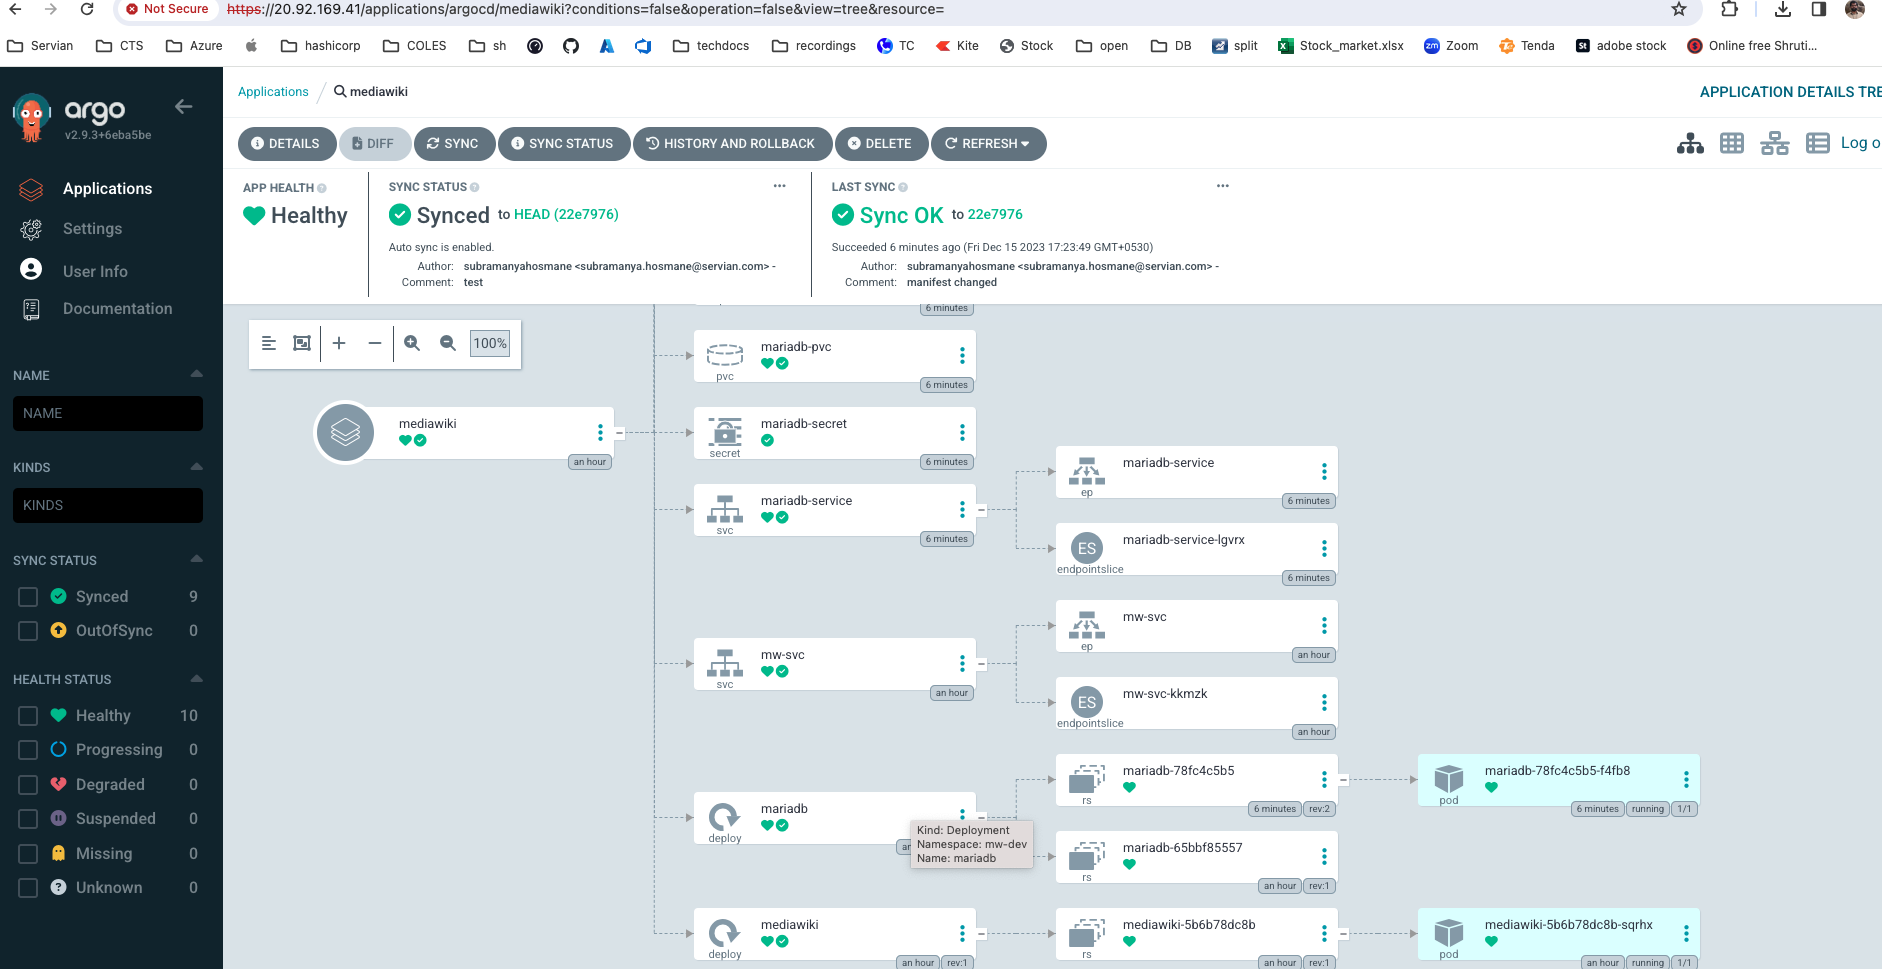 Not Secure https://20.92.169.41/applications/argocd/mediawiki?conditions=false&operation=false&view=tree&resource=
Servian CTS Azure hashicorp COLES sh techdocs recordings TC Kite Stock open DB split Stock_market.xlsx Zoom Tenda adobe stock Online free Shruti...
argo
v2.9.3+6eba5be
Applications
Settings
User Info
Documentation
NAME
NAME
KINDS
KINDS
SYNC STATUS
Synced 9
OutOfSync 0
HEALTH STATUS
Healthy 10
Progressing 0
Degraded 0
Suspended 0
Missing 0
Unknown 0
Applications / mediawiki
APPLICATION DETAILS TRE
DETAILS DIFF SYNC SYNC STATUS HISTORY AND ROLLBACK DELETE REFRESH
Log o
APP HEALTH
Healthy
SYNC STATUS
Synced to HEAD (22e7976)
Auto sync is enabled.
Author: subramanyahosmane <subramanya.hosmane@servian.com> -
Comment: test
LAST SYNC
Sync OK to 22e7976
Succeeded 6 minutes ago (Fri Dec 15 2023 17:23:49 GMT+0530)
Author: subramanyahosmane <subramanya.hosmane@servian.com> -
Comment: manifest changed
100%
6 minutes
mediawiki
an hour
mariadb-pvc
pvc
6 minutes
mariadb-secret
secret
6 minutes
mariadb-service
svc
6 minutes
mariadb-service
ep
6 minutes
ES
mariadb-service-lgvrx
endpointslice
6 minutes
mw-svc
svc
an hour
mw-svc
ep
an hour
ES
mw-svc-kkmzk
endpointslice
an hour
mariadb
deploy
Kind: Deployment
Namespace: mw-dev
Name: mariadb
mariadb-78fc4c5b5
rs
6 minutes rev:2
mariadb-78fc4c5b5-f4fb8
pod
6 minutes running 1/1
mariadb-65bbf85557
rs
an hour rev:1
mediawiki
deploy
an hour rev:1
mediawiki-5b6b78dc8b
rs
an hour rev:1
mediawiki-5b6b78dc8b-sqrhx
pod
an hour running 1/1